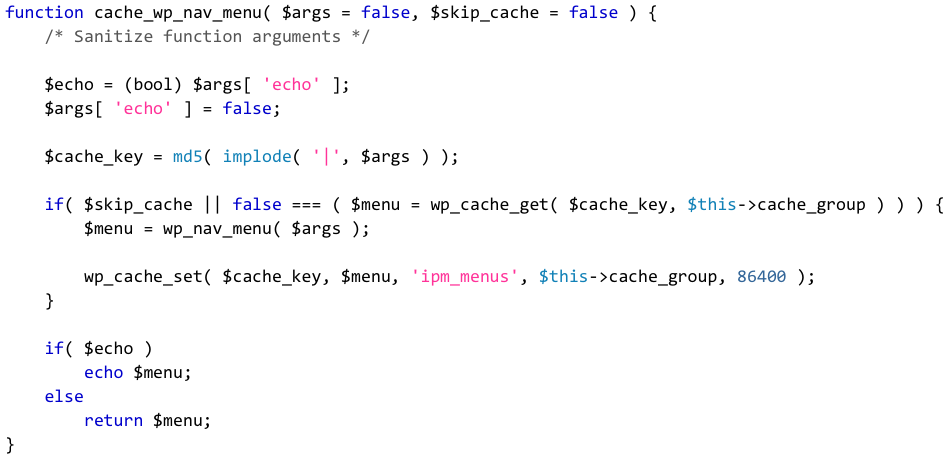 function cache_wp_nav_menu( $args = false, $skip_cache = false ) {
    /* Sanitize function arguments */

    $echo = (bool) $args[ 'echo' ];
    $args[ 'echo' ] = false;

    $cache_key = md5( implode( '|', $args ) );

    if( $skip_cache || false === ( $menu = wp_cache_get( $cache_key, $this->cache_group ) ) ) {
        $menu = wp_nav_menu( $args );

        wp_cache_set( $cache_key, $menu, 'ipm_menus', $this->cache_group, 86400 );
    }

    if( $echo )
        echo $menu;
    else
        return $menu;
}